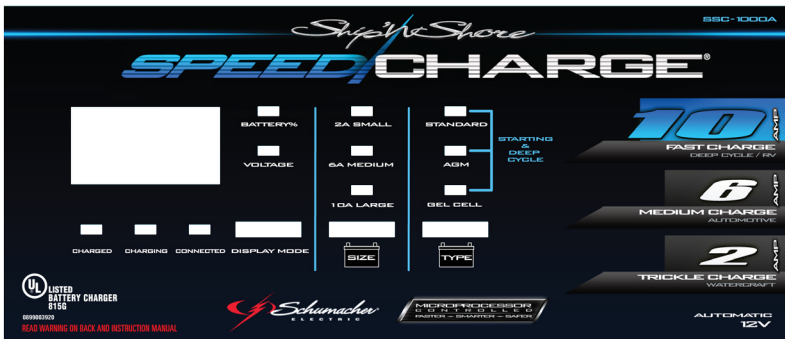 SSC-1000A
Ship 'N Shore
SPEED CHARGE®
BATTERY%
VOLTAGE
CHARGED CHARGING CONNECTED DISPLAY MODE
2A SMALL
6A MEDIUM
10A LARGE
SIZE
STANDARD
AGM
GEL CELL
TYPE
STARTING
&
DEEP
CYCLE
10 AMP
FAST CHARGE
DEEP CYCLE / RV
6 AMP
MEDIUM CHARGE
AUTOMOTIVE
2 AMP
TRICKLE CHARGE
WATERCRAFT
UL LISTED
BATTERY CHARGER
815G
0899003920
READ WARNING ON BACK AND INSTRUCTION MANUAL
Schumacher®
ELECTRIC
MICROPROCESSOR
CONTROLLED
FASTER – SMARTER – SAFER
AUTOMATIC
12V